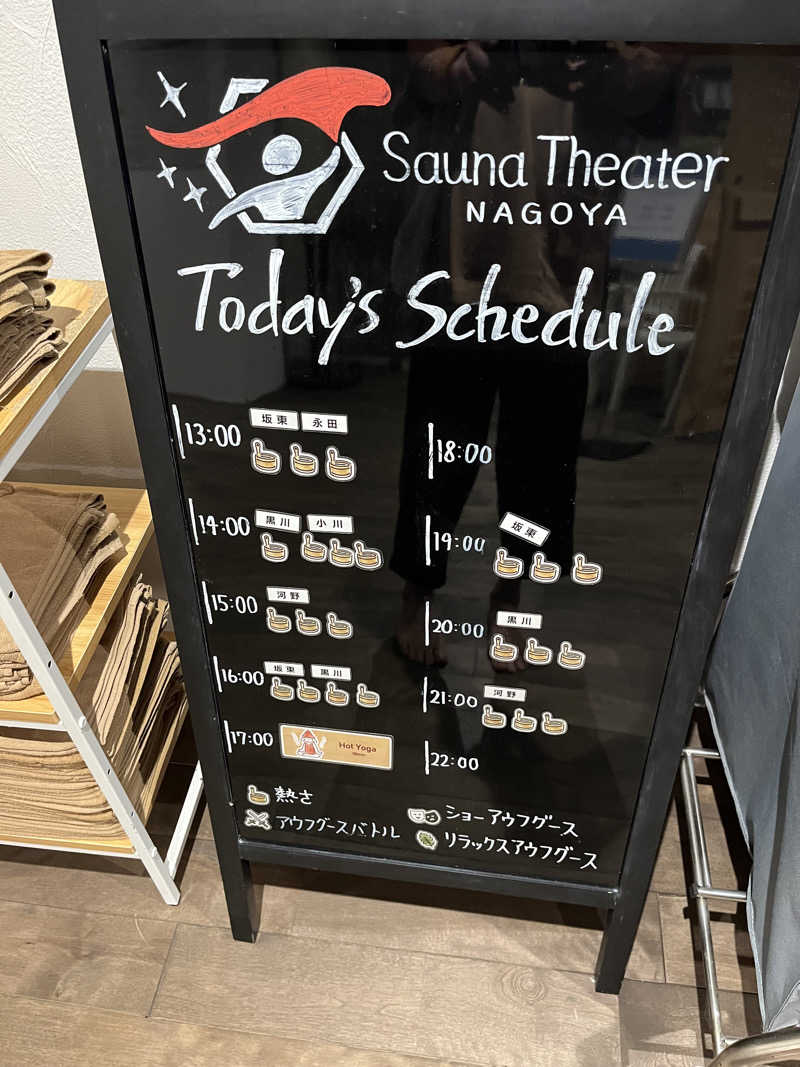 Sauna Theater
NAGOYA
Today's Schedule
13:00 坂東 永田
14:00 黒川 小川
15:00 河野
16:00 坂東 黒川
17:00 Hot Yoga
18:00
19:00 坂東
20:00 黒川
21:00 河野
22:00
熱さ
アウフグースバトル
ショーアウフグース
リラックスアウフグース